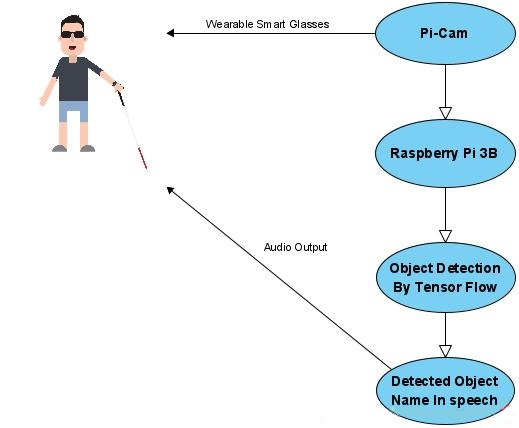 Wearable Smart Glasses
Pi-Cam
Raspberry Pi 3B
Audio Output
Object Detection
By Tensor Flow
Detected Object
Name in speech